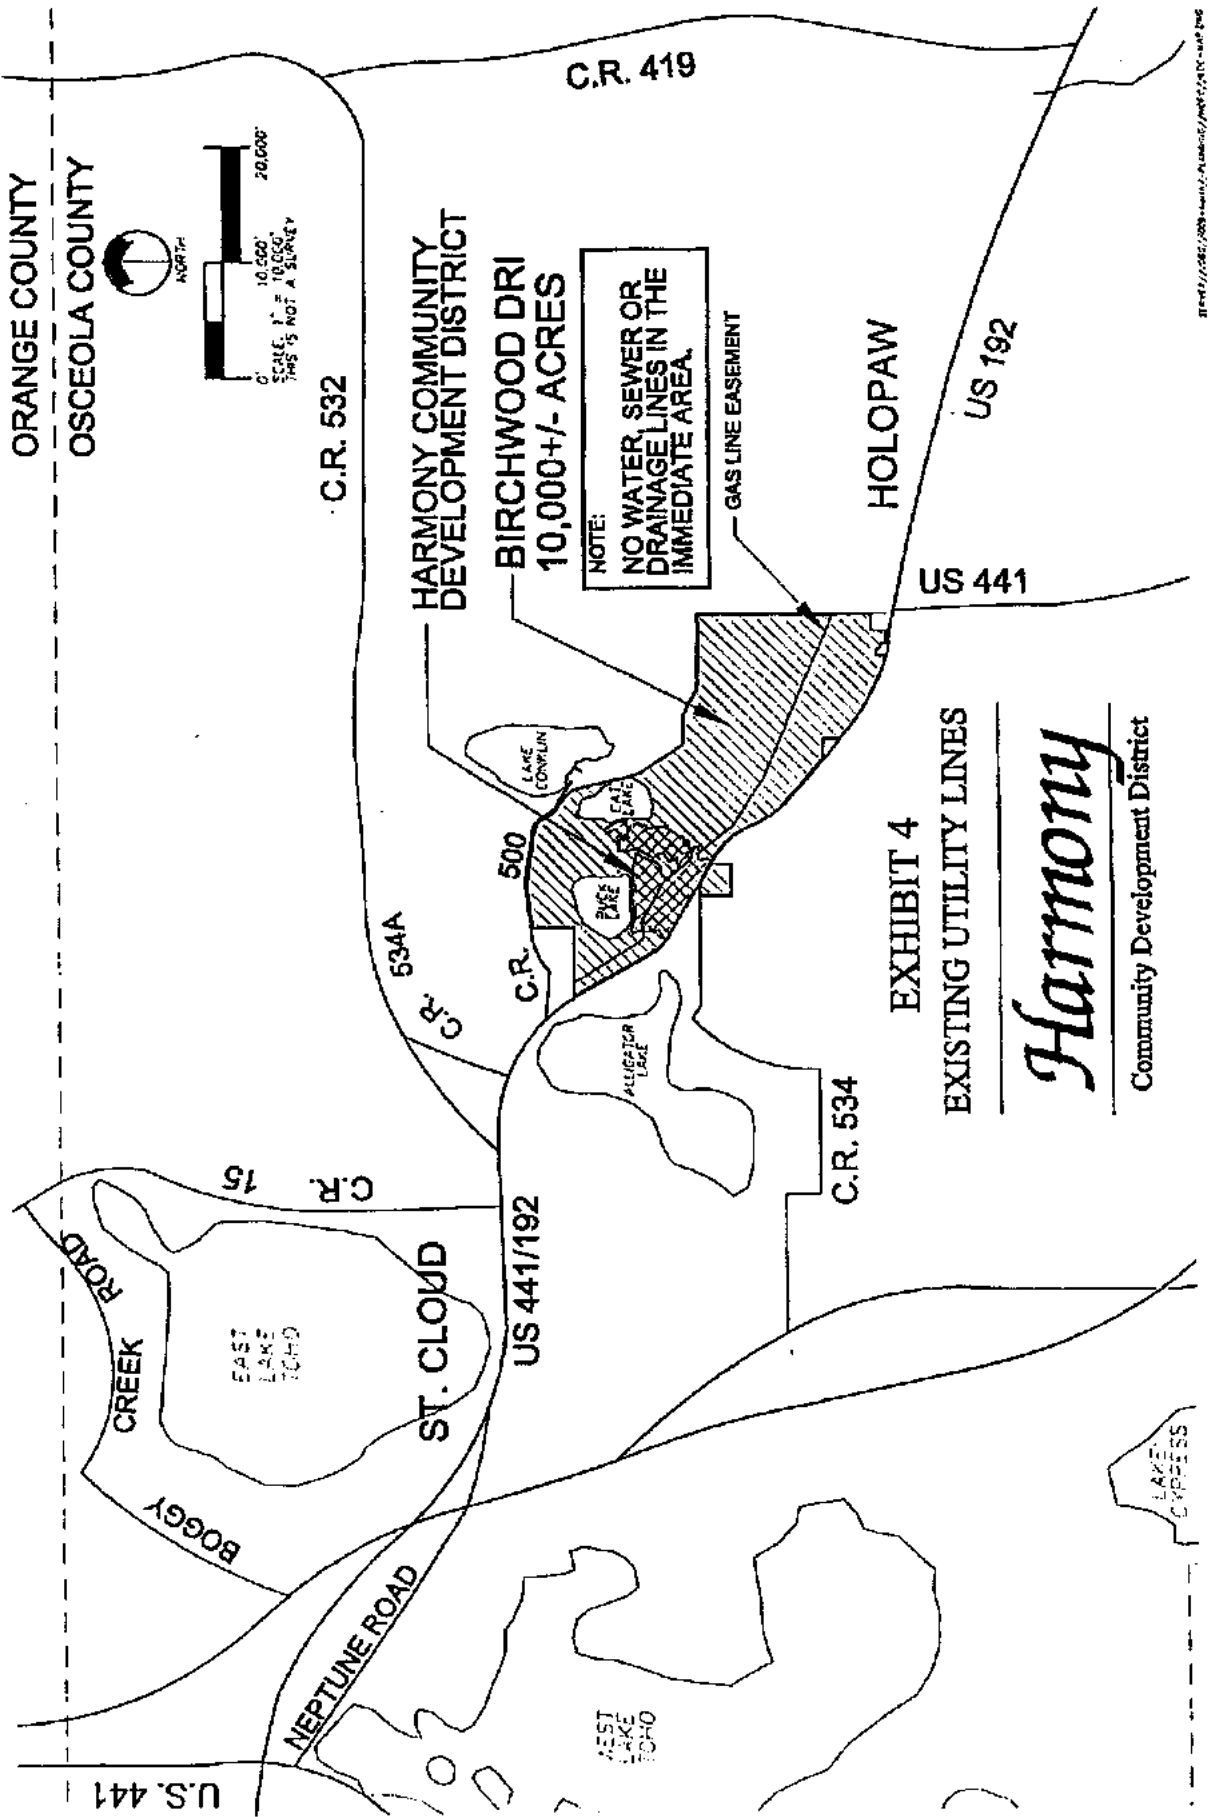 ORANGE COUNTY
OSCEOLA COUNTY
NORTH
0' 10,000' 20,000'
SCALE 1" = 10,000'
THIS IS NOT A SURVEY
C.R. 419
C.R. 532
HARMONY COMMUNITY
DEVELOPMENT DISTRICT
BIRCHWOOD DRI
10,000+/- ACRES
NOTE:
NO WATER, SEWER OR
DRAINAGE LINES IN THE
IMMEDIATE AREA.
GAS LINE EASEMENT
HOLOPAW
US 192
US 441
LAKE
CONKLIN
CAT
LAKE
BUCK
LAKE
C.R. 500
C.R. 534A
ALLIGATOR
LAKE
C.R. 534
C.R. 15
BOGGY CREEK ROAD
EAST
LAKE
TOHO
ST. CLOUD
US 441/192
NEPTUNE ROAD
U.S. 441
WEST
LAKE
TOHO
LAKE
CYPRESS
EXHIBIT 4
EXISTING UTILITY LINES
Harmony
Community Development District